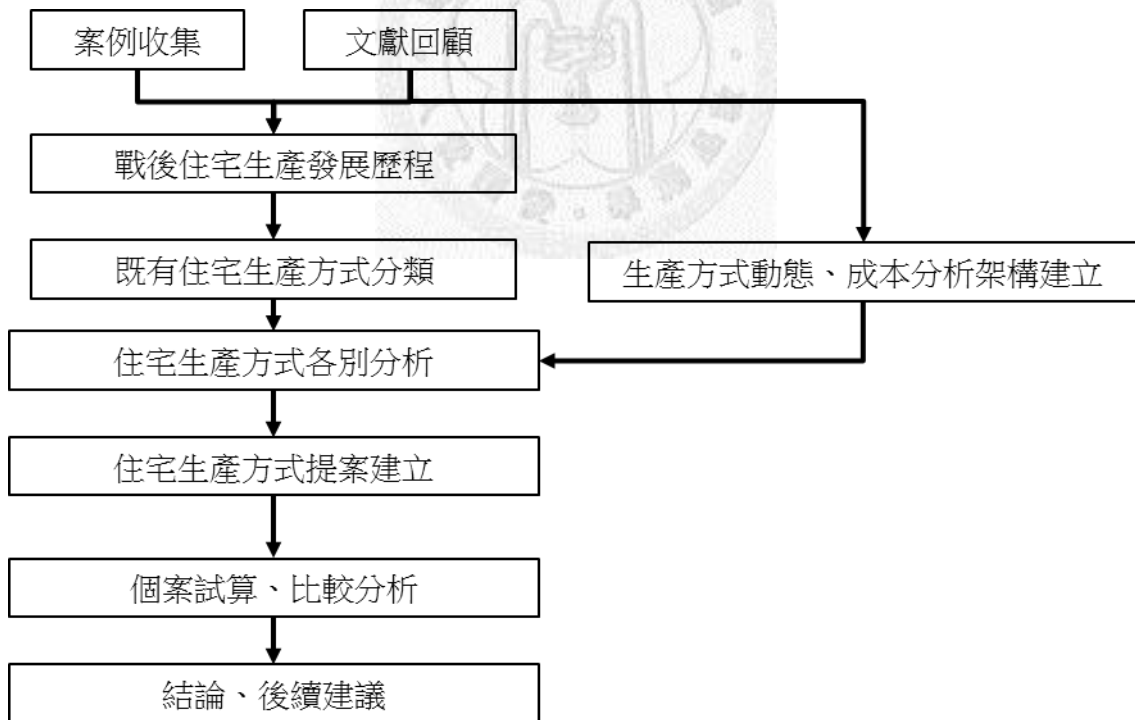 案例收集
文獻回顧
戰後住宅生產發展歷程
既有住宅生產方式分類
生產方式動態、成本分析架構建立
住宅生產方式各別分析
住宅生產方式提案建立
個案試算、比較分析
結論、後續建議